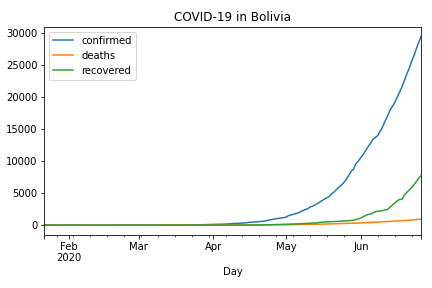 COVID-19 in Bolivia
confirmed
deaths
recovered
30000
25000
20000
15000
10000
5000
0
Feb Mar Apr May Jun
2020
Day